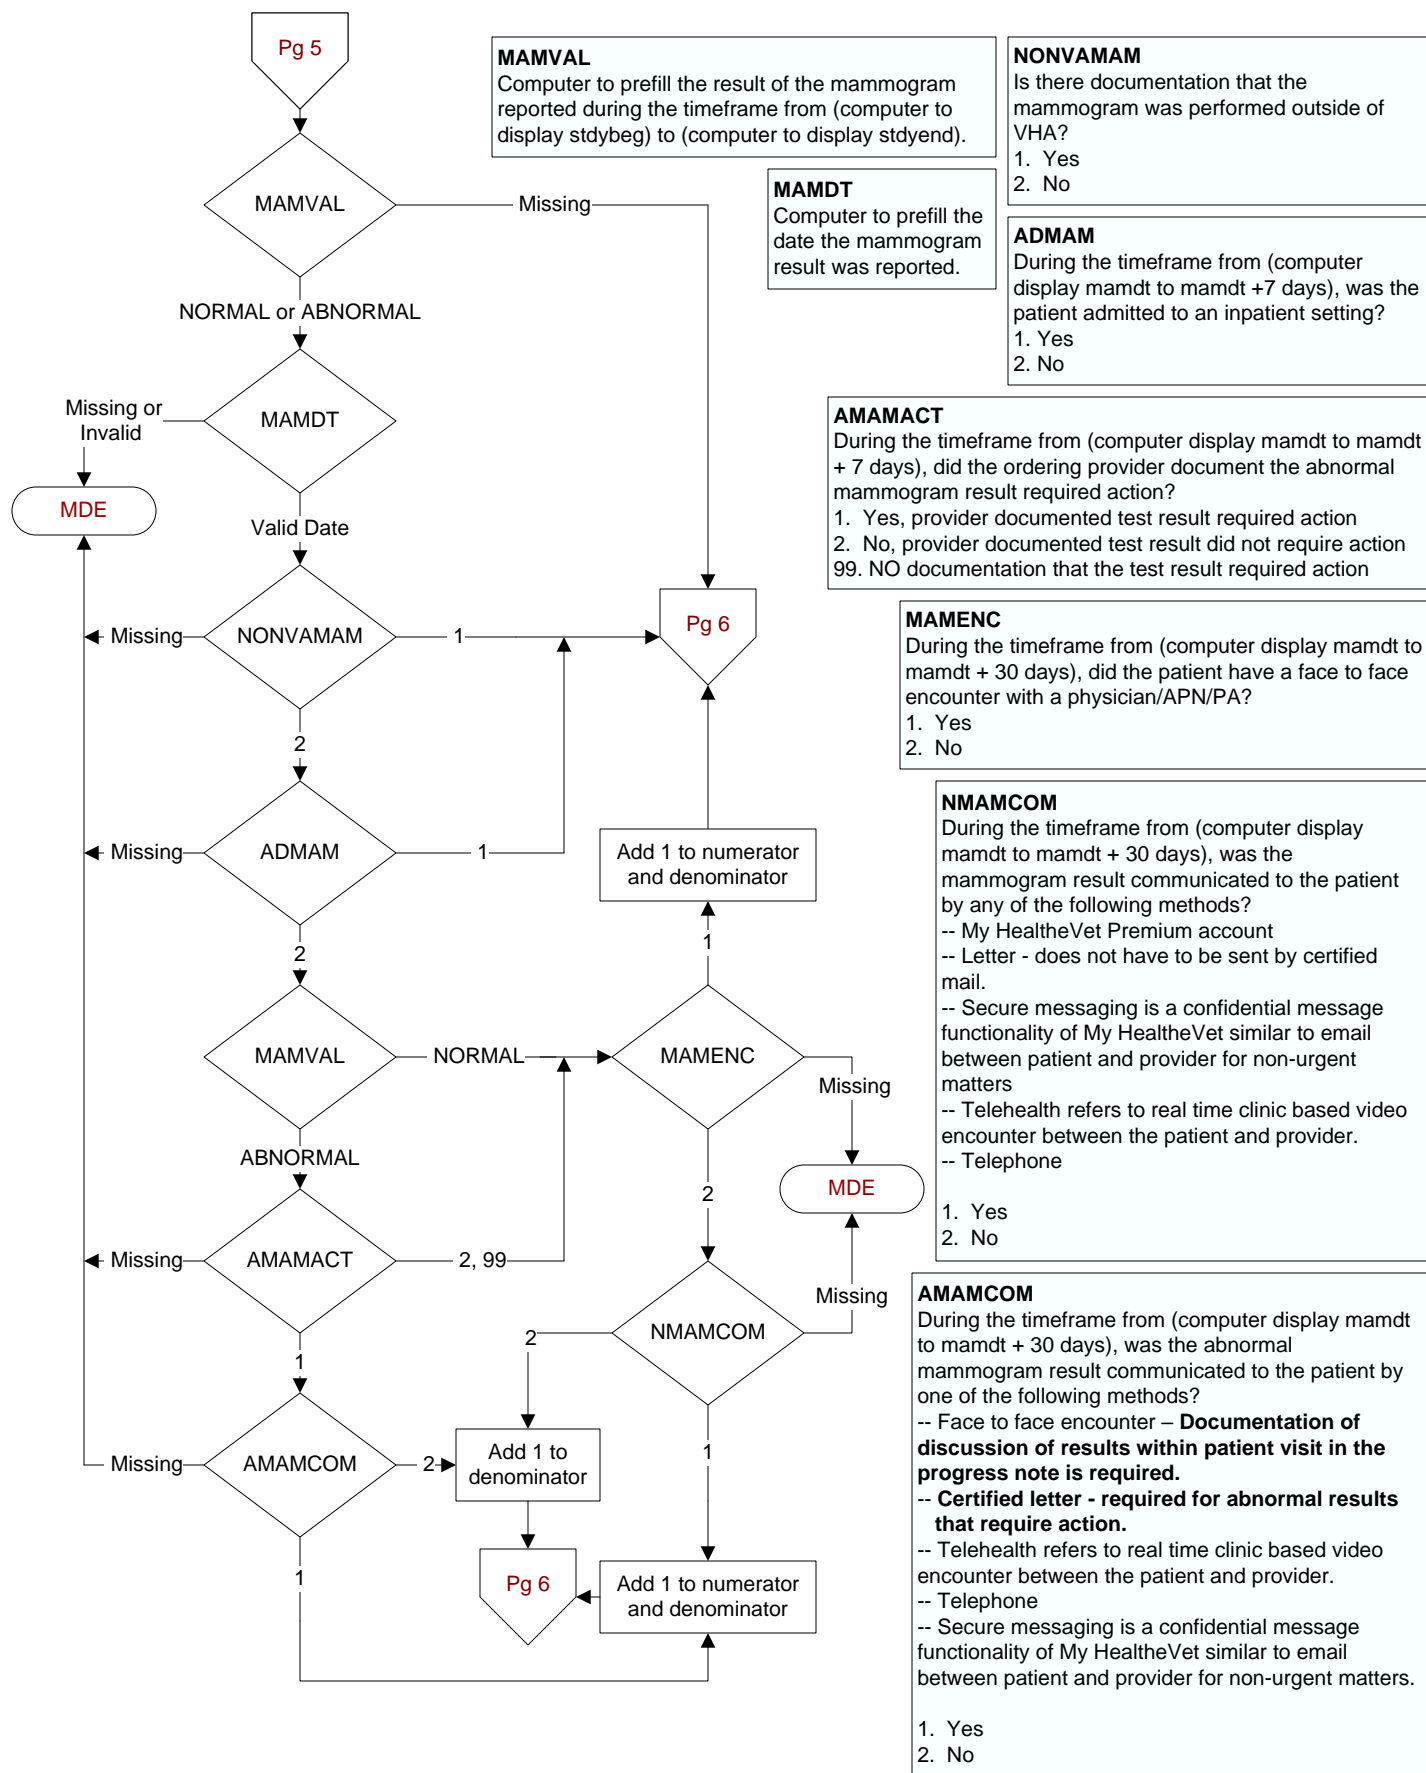 Pg 5
MAMVAL
Computer to prefill the result of the mammogram
reported during the timeframe from (computer to
display stdybeg) to (computer to display stdyend).
NONVAMAM
Is there documentation that the
mammogram was performed outside of
VHA?
1. Yes
2. No
MAMDT
Computer to prefill the
date the mammogram
result was reported.
ADMAM
During the timeframe from (computer
display mamdt to mamdt +7 days), was the
patient admitted to an inpatient setting?
1. Yes
2. No
MAMVAL
Missing
NORMAL or ABNORMAL
MAMDT
Missing or
Invalid
MDE
Valid Date
AMAMACT
During the timeframe from (computer display mamdt to mamdt
+ 7 days), did the ordering provider document the abnormal
mammogram result required action?
1. Yes, provider documented test result required action
2. No, provider documented test result did not require action
99. NO documentation that the test result required action
Missing
NONVAMAM
1
Pg 6
2
MAMENC
During the timeframe from (computer display mamdt to
mamdt + 30 days), did the patient have a face to face
encounter with a physician/APN/PA?
1. Yes
2. No
Missing
ADMAM
1
Add 1 to numerator
and denominator
2
1
NMAMCOM
During the timeframe from (computer display
mamdt to mamdt + 30 days), was the
mammogram result communicated to the patient
by any of the following methods?
-- My HealtheVet Premium account
-- Letter - does not have to be sent by certified
mail.
-- Secure messaging is a confidential message
functionality of My HealtheVet similar to email
between patient and provider for non-urgent
matters
-- Telehealth refers to real time clinic based video
encounter between the patient and provider.
-- Telephone
1. Yes
2. No
MAMVAL
NORMAL
MAMENC
Missing
ABNORMAL
MDE
2
Missing
AMAMACT
2, 99
Missing
NMAMCOM
2
1
1
AMAMCOM
During the timeframe from (computer display mamdt
to mamdt + 30 days), was the abnormal
mammogram result communicated to the patient by
one of the following methods?
-- Face to face encounter – Documentation of
discussion of results within patient visit in the
progress note is required.
-- Certified letter - required for abnormal results
that require action.
-- Telehealth refers to real time clinic based video
encounter between the patient and provider.
-- Telephone
-- Secure messaging is a confidential message
functionality of My HealtheVet similar to email
between patient and provider for non-urgent matters.
1. Yes
2. No
Missing
AMAMCOM
2
Add 1 to
denominator
1
Pg 6
Add 1 to numerator
and denominator